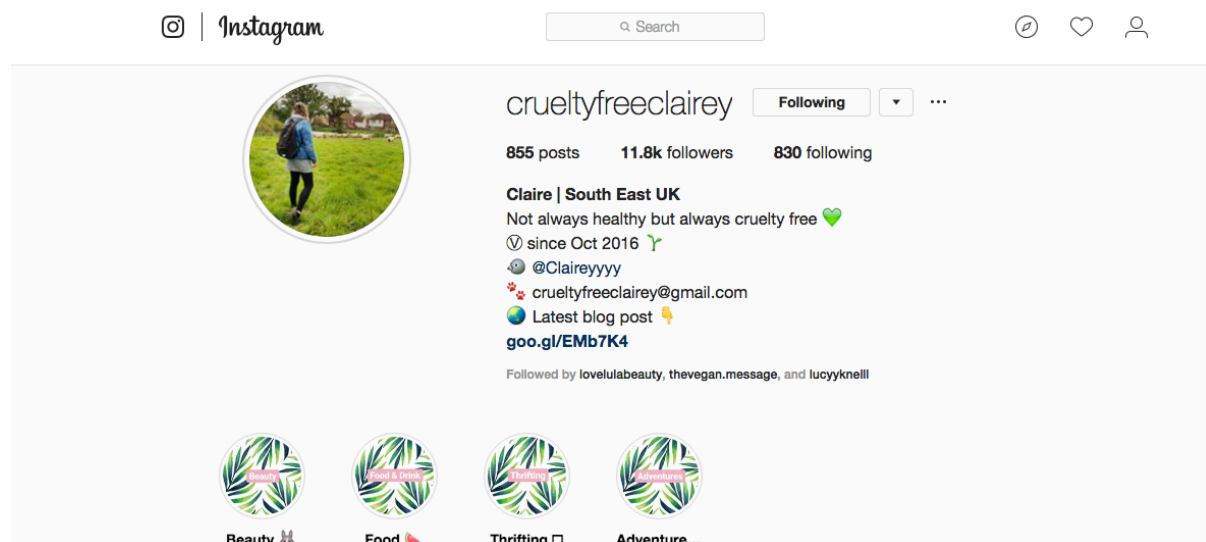 Instagram
Search
crueltyfreeclairey Following
855 posts 11.8k followers 830 following
Claire | South East UK
Not always healthy but always cruelty free 💚
Ⓥ since Oct 2016 🌱
🐏 @Claireyyyy
🐾 crueltyfreeclairey@gmail.com
🌏 Latest blog post 👇
goo.gl/EMb7K4
Followed by lovelulabeauty, thevegan.message, and lucyyknelll
Beauty Food & Drink Thrifting Adventures
Beauty 🐰 Food 🍉 Thrifting ☐ Adventure...